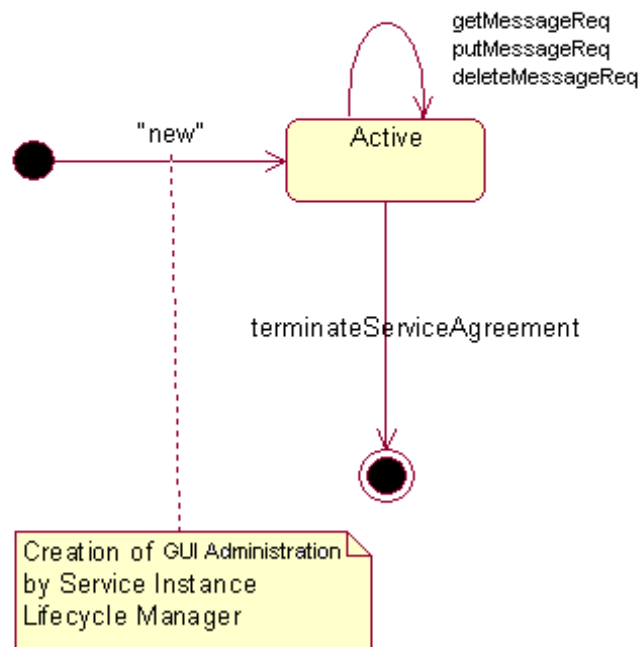 getMessageReq
putMessageReq
deleteMessageReq
"new"
Active
terminateServiceAgreement
Creation of GUI Administration
by Service Instance
Lifecycle Manager